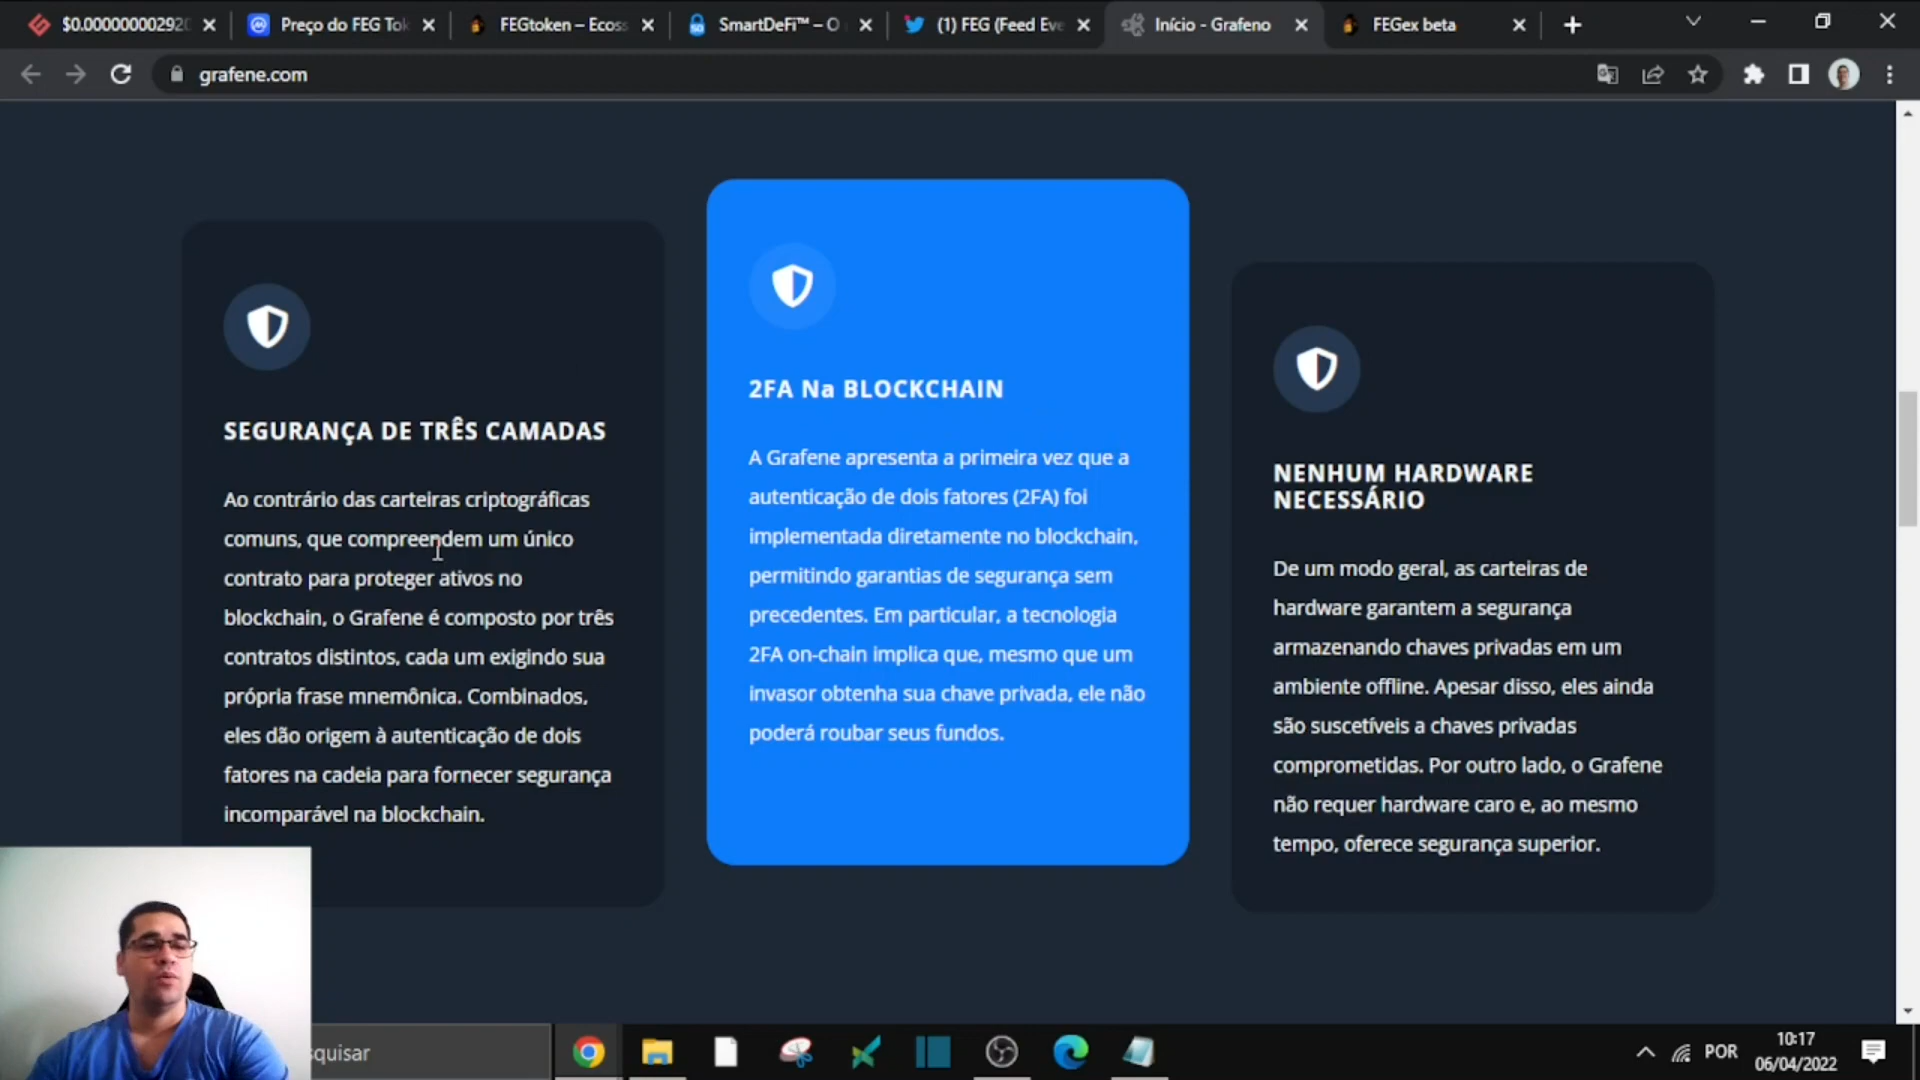 $0.00000000292
Preço do FEG Tok
FEGtoken – Ecoss
SmartDeFi™ – O
(1) FEG (Feed Eve
Início - Grafeno
FEGex beta
grafene.com
SEGURANÇA DE TRÊS CAMADAS
Ao contrário das carteiras criptográficas
comuns, que compreendem um único
contrato para proteger ativos no
blockchain, o Grafene é composto por três
contratos distintos, cada um exigindo sua
própria frase mnemônica. Combinados,
eles dão origem à autenticação de dois
fatores na cadeia para fornecer segurança
incomparável na blockchain.
2FA Na BLOCKCHAIN
A Grafene apresenta a primeira vez que a
autenticação de dois fatores (2FA) foi
implementada diretamente no blockchain,
permitindo garantias de segurança sem
precedentes. Em particular, a tecnologia
2FA on-chain implica que, mesmo que um
invasor obtenha sua chave privada, ele não
poderá roubar seus fundos.
NENHUM HARDWARE
NECESSÁRIO
De um modo geral, as carteiras de
hardware garantem a segurança
armazenando chaves privadas em um
ambiente offline. Apesar disso, eles ainda
são suscetíveis a chaves privadas
comprometidas. Por outro lado, o Grafene
não requer hardware caro e, ao mesmo
tempo, oferece segurança superior.
squisar
POR
10:17
06/04/2022